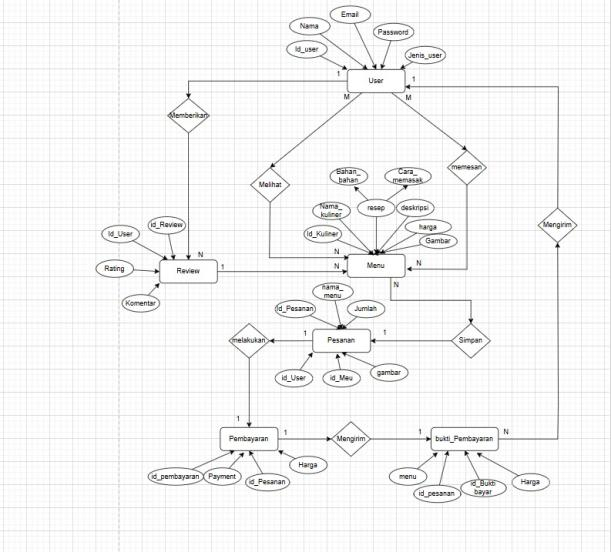 Email
Nama
Password
Id_user
Jenis_user
User
1
1
M
M
Memberikan
Melihat
memesan
Bahan_
bahan
Cara_
memasak
Nama_
kuliner
resep
deskripsi
Id_Kuliner
harga
Gambar
Id_User
id_Review
Rating
Komentar
Review
N
1
N
N
Menu
N
N
Mengirim
nama_
menu
id_Pesanan
Jumlah
Pesanan
1
1
melakukan
Simpan
id_User
id_Meu
gambar
1
Pembayaran
1
Mengirim
1
bukti_Pembayaran
N
id_pembayaran
Payment
id_Pesanan
Harga
menu
id_pesanan
id_Bukti
bayar
Harga